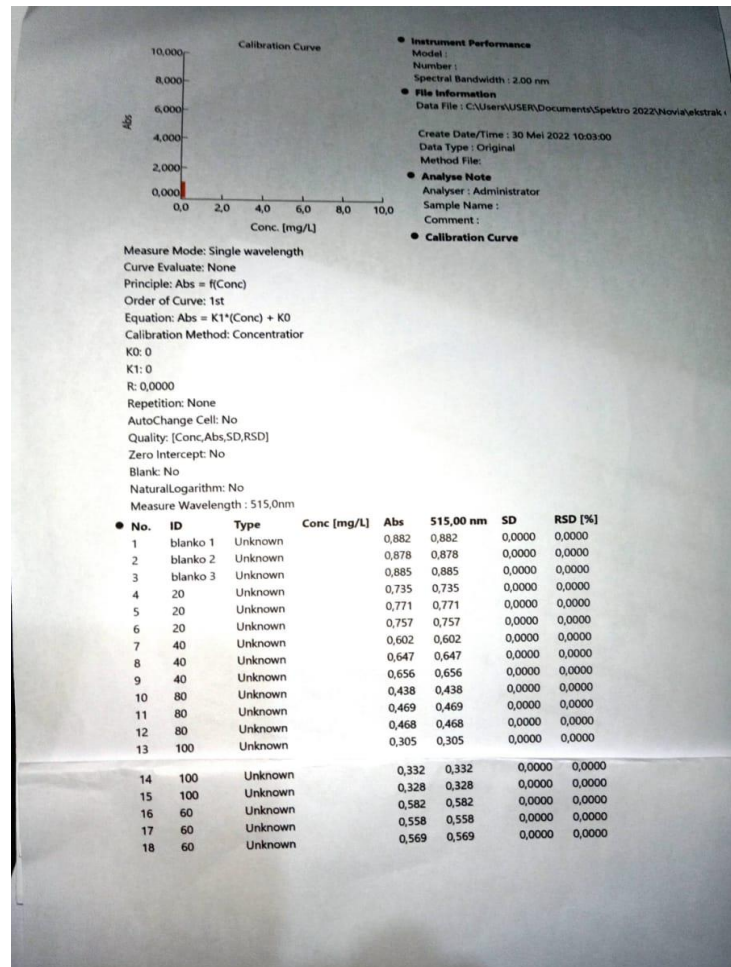 Calibration Curve
10,000
8,000
6,000
4,000
2,000
0,000
Abs
0,0 2,0 4,0 6,0 8,0 10,0
Conc. [mg/L]
Instrument Performance
Model :
Number :
Spectral Bandwidth : 2.00 nm
File Information
Data File : C:\Users\USER\Documents\Spektro 2022\Novia\ekstrak
Create Date/Time : 30 Mei 2022 10:03:00
Data Type : Original
Method File:
Analyse Note
Analyser : Administrator
Sample Name :
Comment :
Calibration Curve
Measure Mode: Single wavelength
Curve Evaluate: None
Principle: Abs = f(Conc)
Order of Curve: 1st
Equation: Abs = K1*(Conc) + K0
Calibration Method: Concentratior
K0: 0
K1: 0
R: 0,0000
Repetition: None
AutoChange Cell: No
Quality: [Conc,Abs,SD,RSD]
Zero Intercept: No
Blank: No
NaturalLogarithm: No
Measure Wavelength : 515,0nm
No. ID Type Conc [mg/L] Abs 515,00 nm SD RSD [%]
1 blanko 1 Unknown 0,882 0,882 0,0000 0,0000
2 blanko 2 Unknown 0,878 0,878 0,0000 0,0000
3 blanko 3 Unknown 0,885 0,885 0,0000 0,0000
4 20 Unknown 0,735 0,735 0,0000 0,0000
5 20 Unknown 0,771 0,771 0,0000 0,0000
6 20 Unknown 0,757 0,757 0,0000 0,0000
7 40 Unknown 0,602 0,602 0,0000 0,0000
8 40 Unknown 0,647 0,647 0,0000 0,0000
9 40 Unknown 0,656 0,656 0,0000 0,0000
10 80 Unknown 0,438 0,438 0,0000 0,0000
11 80 Unknown 0,469 0,469 0,0000 0,0000
12 80 Unknown 0,468 0,468 0,0000 0,0000
13 100 Unknown 0,305 0,305 0,0000 0,0000
14 100 Unknown 0,332 0,332 0,0000 0,0000
15 100 Unknown 0,328 0,328 0,0000 0,0000
16 60 Unknown 0,582 0,582 0,0000 0,0000
17 60 Unknown 0,558 0,558 0,0000 0,0000
18 60 Unknown 0,569 0,569 0,0000 0,0000